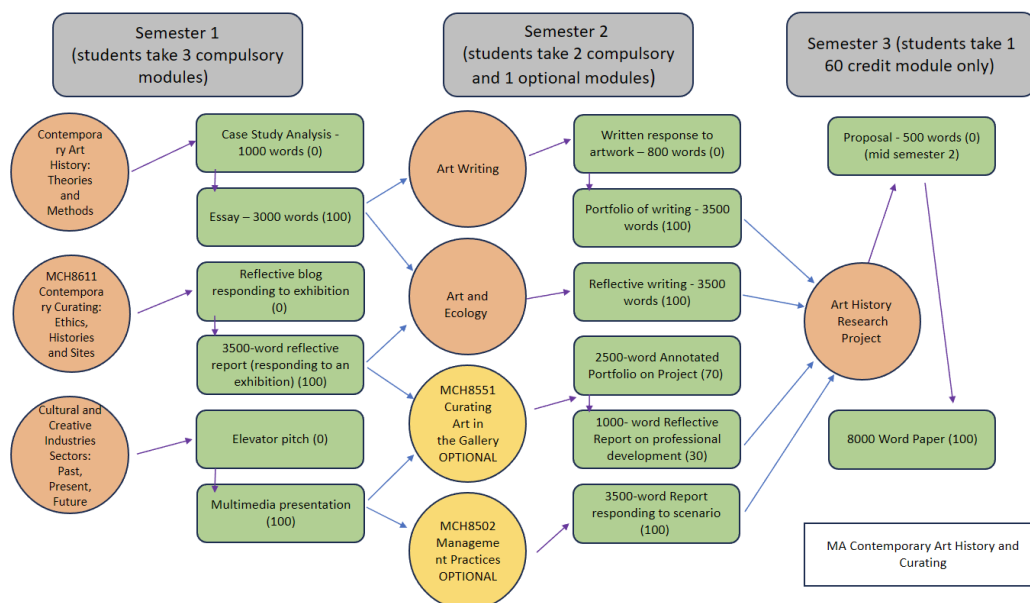 Semester 1
(students take 3 compulsory
modules)
Semester 2
(students take 2 compulsory
and 1 optional modules)
Semester 3 (students take 1
60 credit module only)
Contempora
ry Art
History:
Theories
and
Methods
Case Study Analysis -
1000 words (0)
Essay – 3000 words (100)
MCH8611
Contempora
ry Curating:
Ethics,
Histories
and Sites
Reflective blog
responding to exhibition
(0)
3500-word reflective
report (responding to an
exhibition) (100)
Cultural and
Creative
Industries
Sectors:
Past,
Present,
Future
Elevator pitch (0)
Multimedia presentation
(100)
Art Writing
Art and
Ecology
MCH8551
Curating
Art in
the Gallery
OPTIONAL
MCH8502
Manageme
nt Practices
OPTIONAL
Written response to
artwork – 800 words (0)
Portfolio of writing - 3500
words (100)
Reflective writing - 3500
words (100)
2500-word Annotated
Portfolio on Project (70)
1000- word Reflective
Report on professional
development (30)
3500-word Report
responding to scenario
(100)
Art History
Research
Project
Proposal - 500 words (0)
(mid semester 2)
8000 Word Paper (100)
MA Contemporary Art History and
Curating